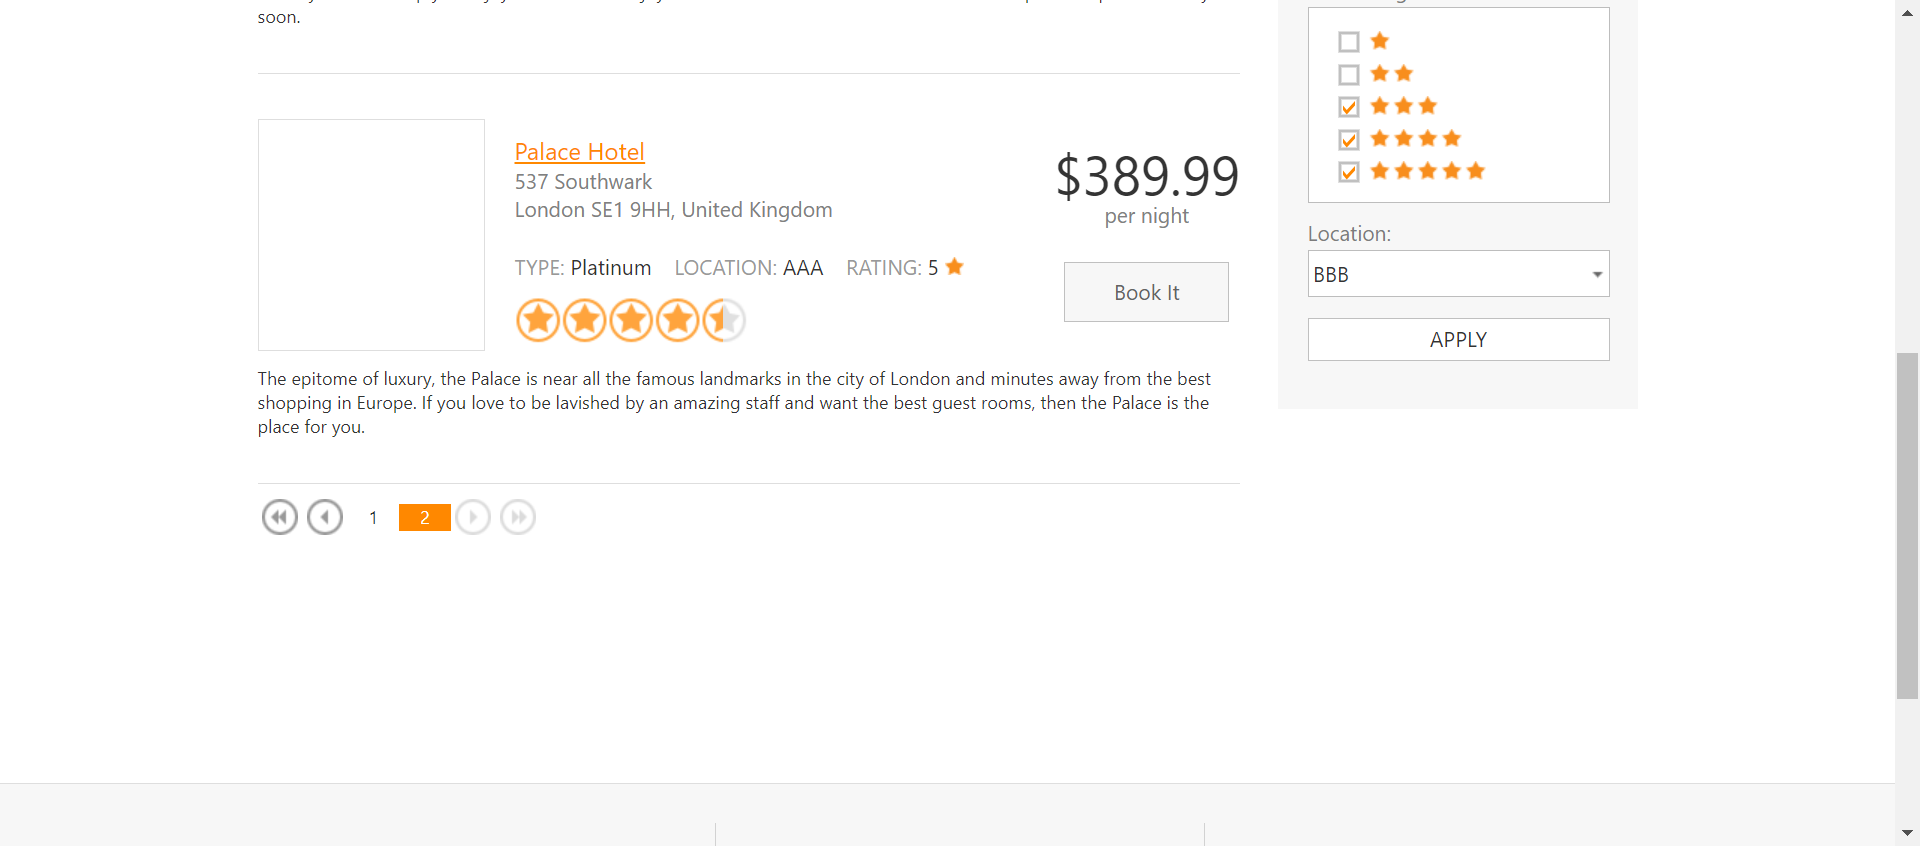 soon.
Palace Hotel
537 Southwark
London SE1 9HH, United Kingdom
TYPE: Platinum LOCATION: AAA RATING: 5
$389.99
per night
Book It
The epitome of luxury, the Palace is near all the famous landmarks in the city of London and minutes away from the best
shopping in Europe. If you love to be lavished by an amazing staff and want the best guest rooms, then the Palace is the
place for you.
1 2
Location:
BBB
APPLY